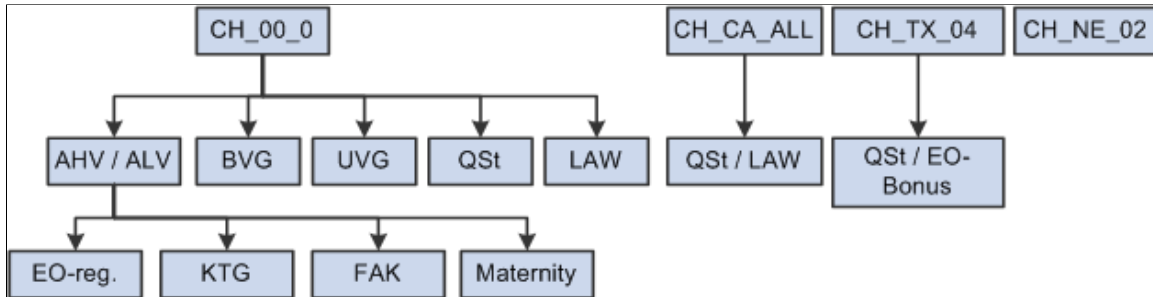 CH_00_0
CH_CA_ALL
CH_TX_04
CH_NE_02
AHV / ALV
BVG
UVG
QSt
LAW
QSt / LAW
QSt / EO-
Bonus
EO-reg.
KTG
FAK
Maternity